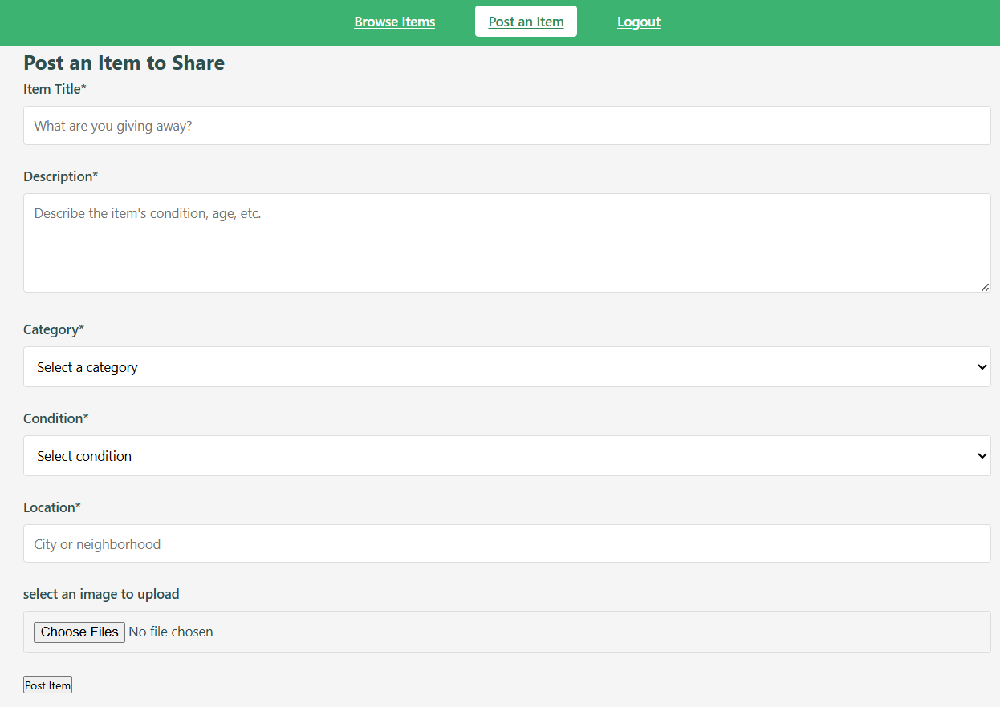 Browse Items Post an Item Logout
Post an Item to Share
Item Title*
What are you giving away?
Description*
Describe the item's condition, age, etc.
Category*
Select a category
Condition*
Select condition
Location*
City or neighborhood
select an image to upload
Choose Files No file chosen
Post Item